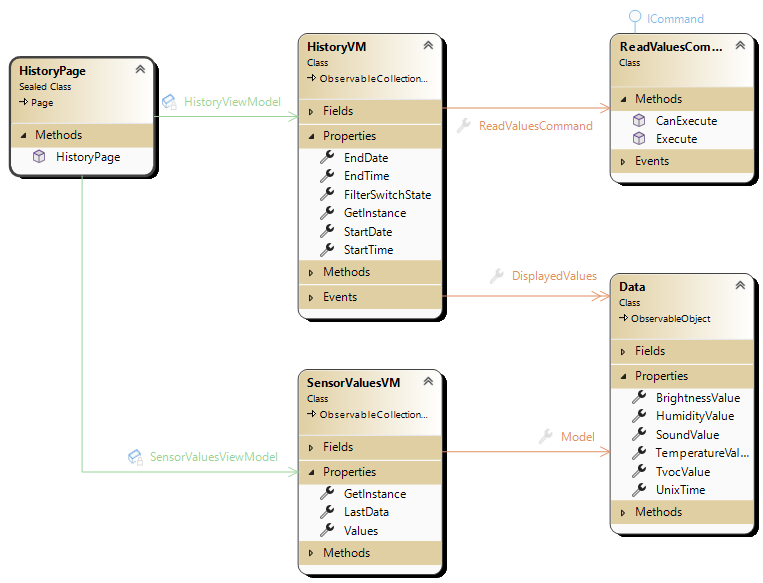 ICommand
HistoryPage
Sealed Class
Page
Methods
HistoryPage
HistoryViewModel
HistoryVM
Class
ObservableCollection...
Fields
Properties
EndDate
EndTime
FilterSwitchState
GetInstance
StartDate
StartTime
Methods
Events
ReadValuesCommand
ReadValuesCom...
Class
Methods
CanExecute
Execute
Events
DisplayedValues
Data
Class
ObservableObject
Fields
Properties
BrightnessValue
HumidityValue
SoundValue
TemperatureVal...
TvocValue
UnixTime
Methods
SensorValuesViewModel
SensorValuesVM
Class
ObservableCollection...
Fields
Properties
GetInstance
LastData
Values
Methods
Model